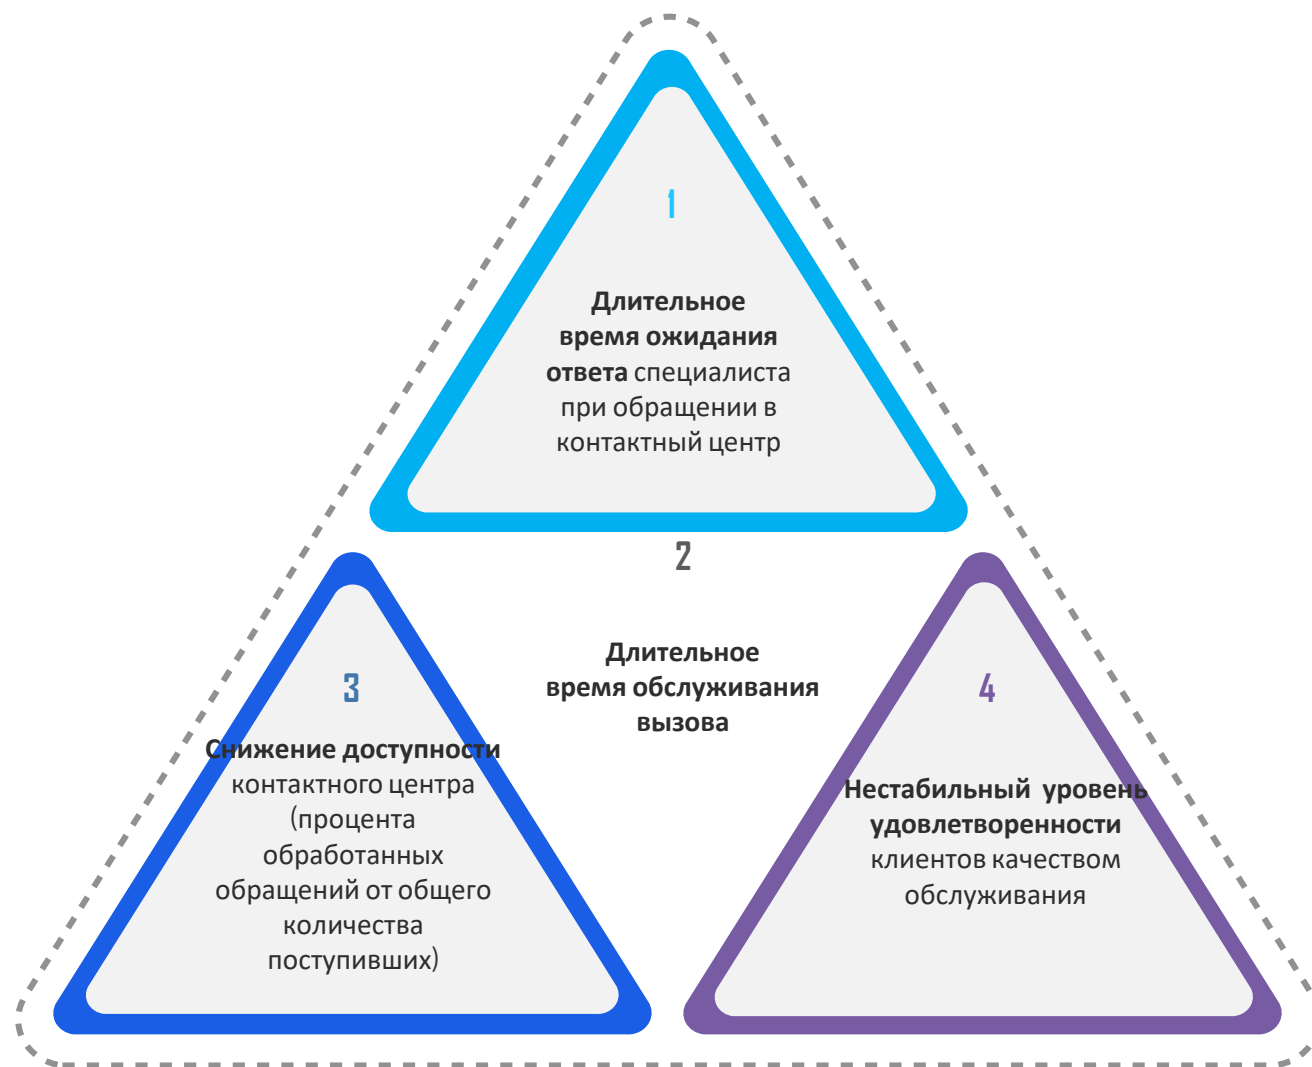 1
Длительное
время ожидания
ответа специалиста
при обращении в
контактный центр
2
Длительное
время обслуживания
вызова
3
Снижение доступности
контактного центра
(процента
обработанных
обращений от общего
количества
поступивших)
4
Нестабильный уровень
удовлетворенности
клиентов качеством
обслуживания